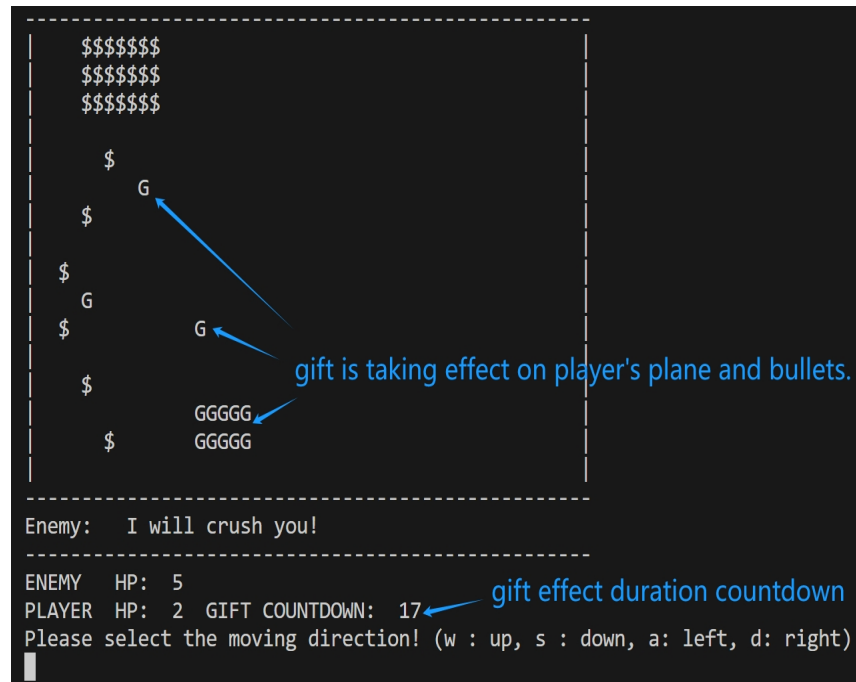 ---------------------------------------------------
|    $$$$$$$                                      |
|    $$$$$$$                                      |
|    $$$$$$$                                      |
|                                                 |
|      $                                          |
|         G                                       |
|    $                                            |
|                                                 |
|  $                                              |
|    G                                            |
|  $           G                                  |
|                                                 |
gift is taking effect on player's plane and bullets.
|    $                                            |
|              GGGGG                              |
|      $       GGGGG                              |
|                                                 |
---------------------------------------------------
Enemy:   I will crush you!
---------------------------------------------------
ENEMY   HP:  5
gift effect duration countdown
PLAYER  HP:  2  GIFT COUNTDOWN:  17
Please select the moving direction! (w : up, s : down, a: left, d: right)